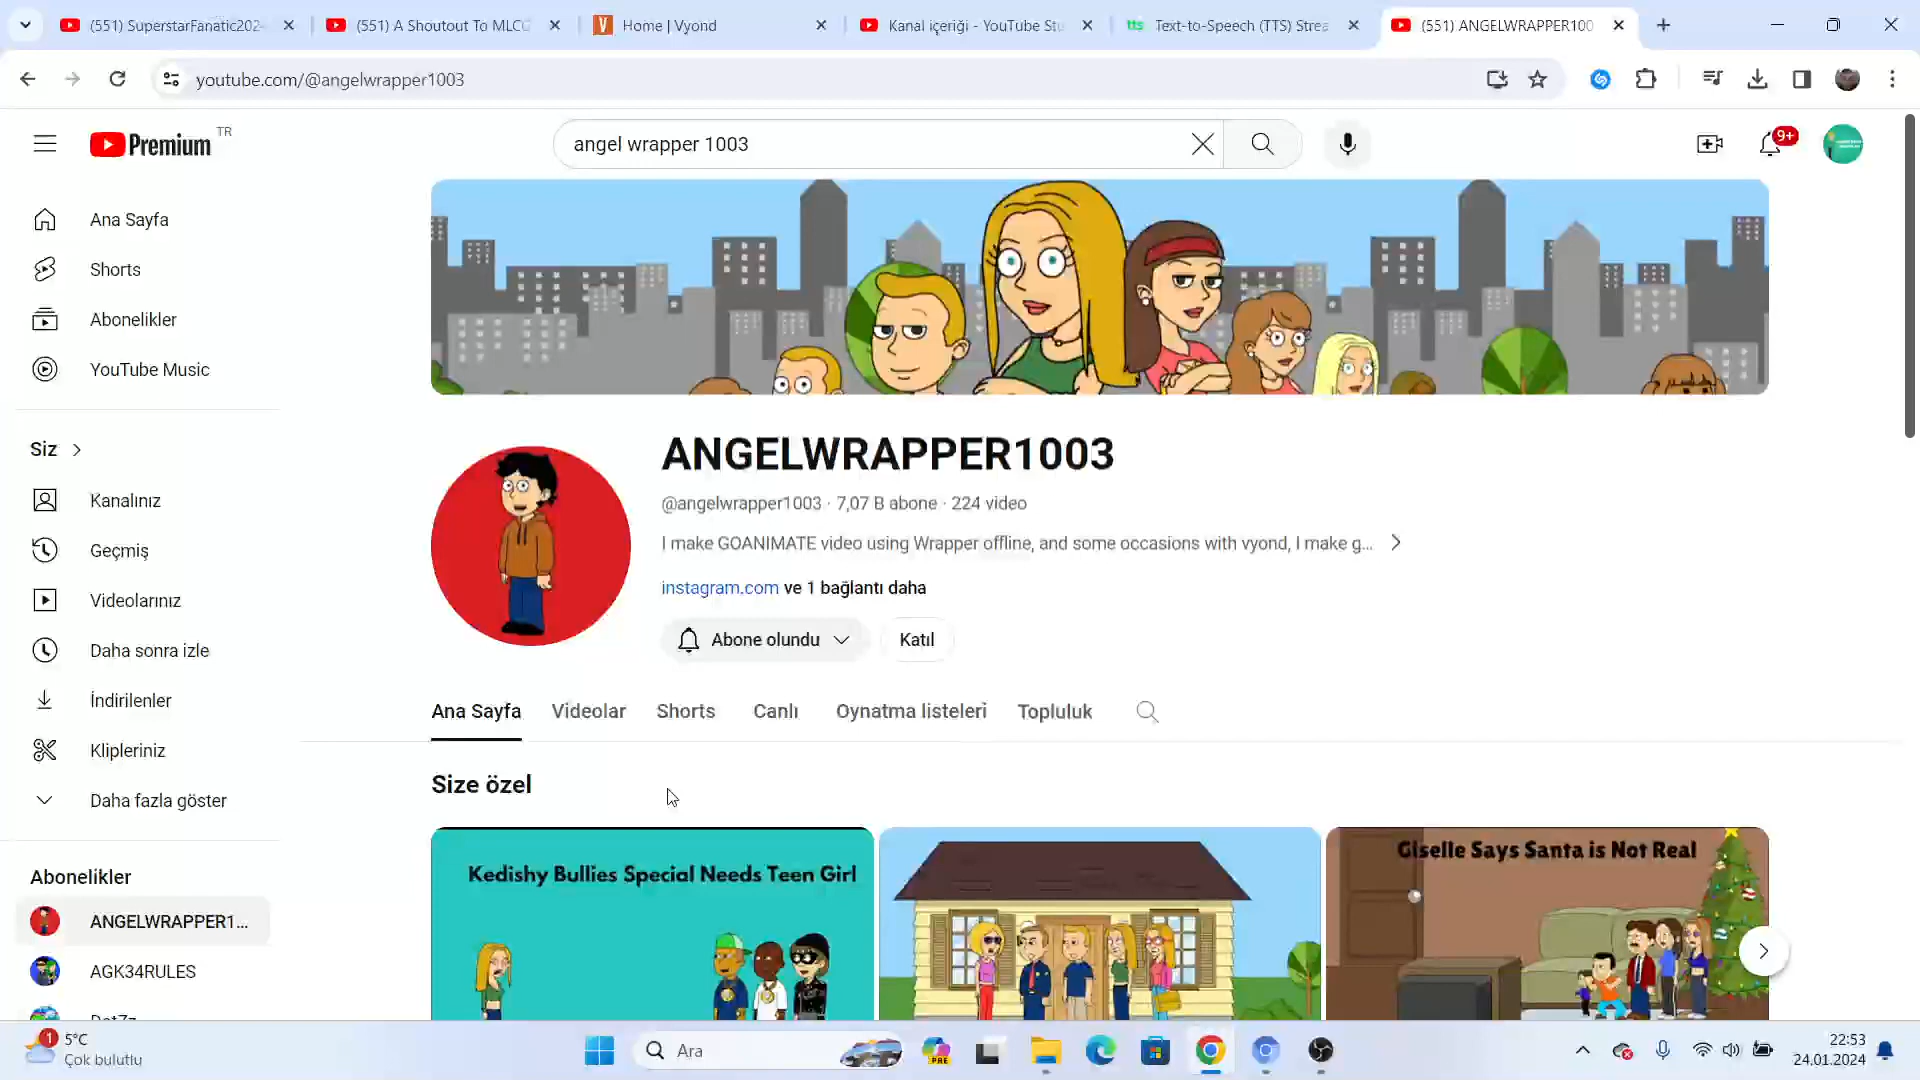 (551) SuperstarFanatic202
(551) A Shoutout To MLCG
Home | Vyond
Kanal içeriği - YouTube Stu
Text-to-Speech (TTS) Strea
(551) ANGELWRAPPER100
youtube.com/@angelwrapper1003
Premium TR
angel wrapper 1003
9+
Ana Sayfa
Shorts
Abonelikler
YouTube Music
Siz
Kanalınız
Geçmiş
Videolarınız
Daha sonra izle
İndirilenler
Klipleriniz
Daha fazla göster
Abonelikler
ANGELWRAPPER1...
AGK34RULES
ANGELWRAPPER1003
@angelwrapper1003 · 7,07 B abone · 224 video
I make GOANIMATE video using Wrapper offline, and some occasions with vyond, I make g...
instagram.com ve 1 bağlantı daha
Abone olundu
Katıl
Ana Sayfa
Videolar
Shorts
Canlı
Oynatma listeleri
Topluluk
Size özel
Kedishy Bullies Special Needs Teen Girl
Giselle Says Santa is Not Real
1
5°C
Çok bulutlu
Ara
PRE
22:53
24.01.2024